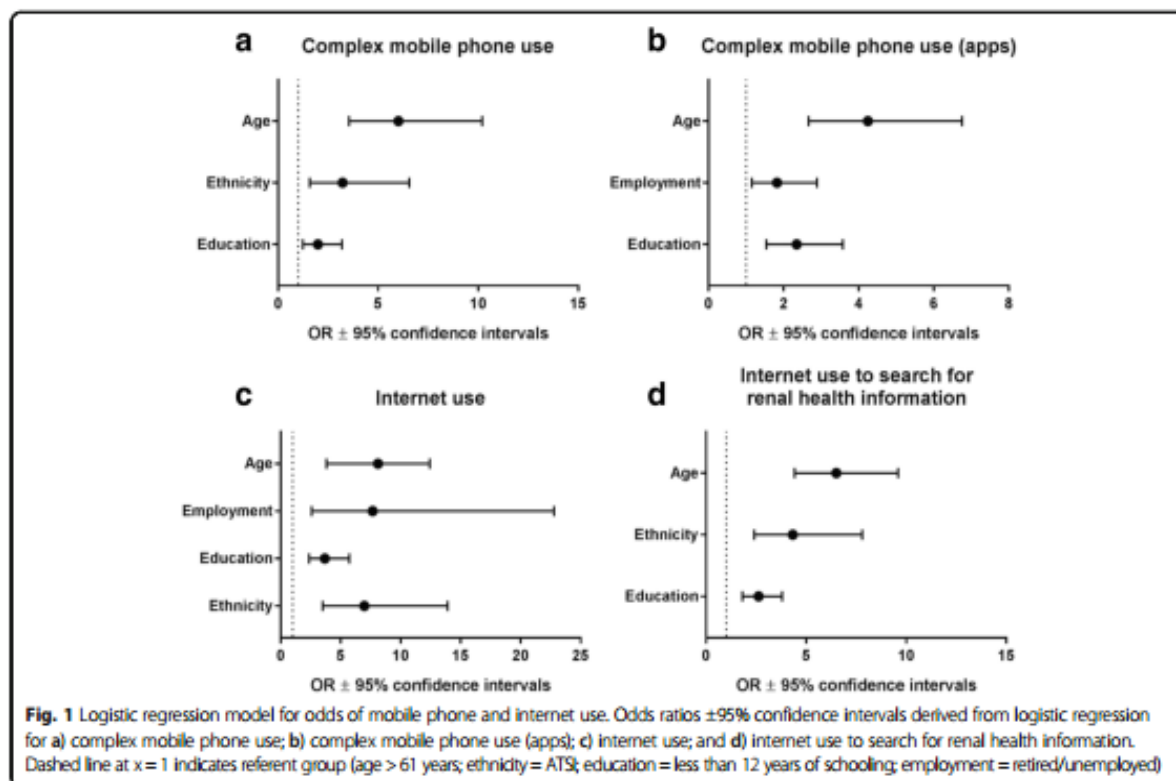 a Complex mobile phone use
Age
Ethnicity
Education
0 5 10 15
OR ± 95% confidence intervals
b Complex mobile phone use (apps)
Age
Employment
Education
0 2 4 6 8
OR ± 95% confidence intervals
c Internet use
Age
Employment
Education
Ethnicity
0 5 10 15 20 25
OR ± 95% confidence intervals
d Internet use to search for
renal health information
Age
Ethnicity
Education
0 5 10 15
OR ± 95% confidence intervals
Fig. 1 Logistic regression model for odds of mobile phone and internet use. Odds ratios ±95% confidence intervals derived from logistic regression
for a) complex mobile phone use; b) complex mobile phone use (apps); c) internet use; and d) internet use to search for renal health information.
Dashed line at x = 1 indicates referent group (age > 61 years; ethnicity = ATSI; education = less than 12 years of schooling; employment = retired/unemployed)